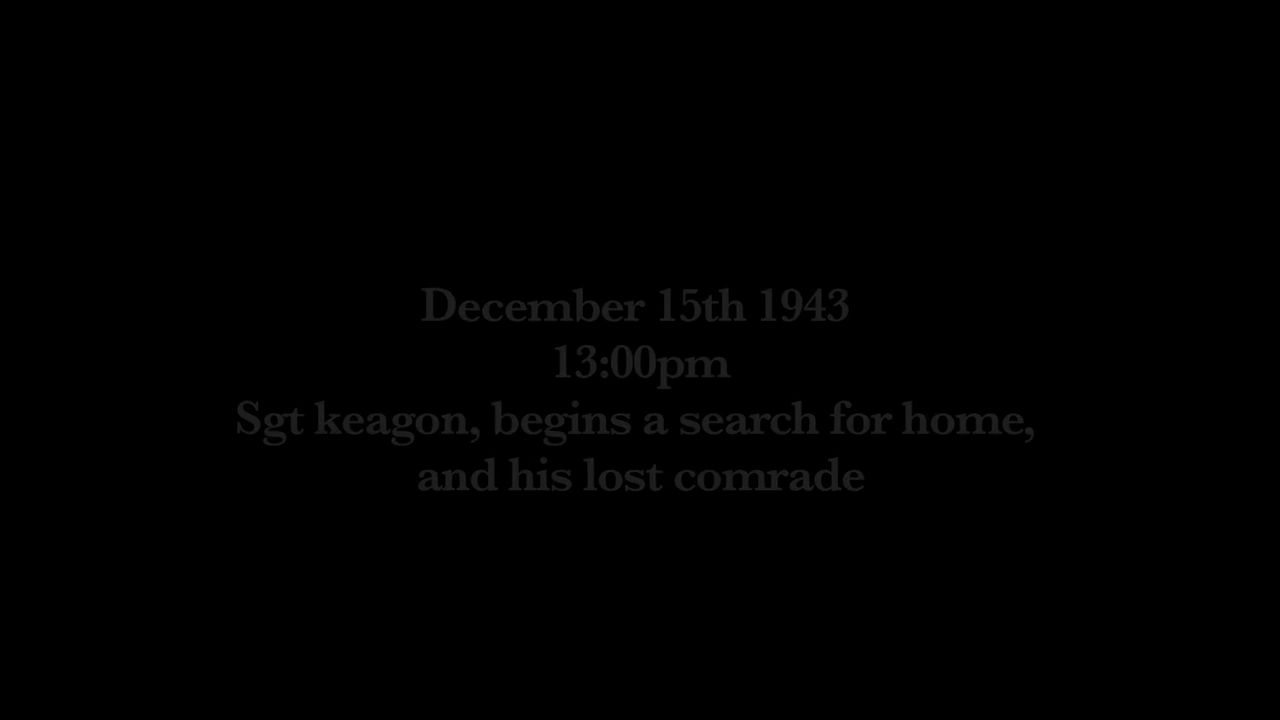 December 15th 1943
13:00pm
Sgt keagon, begins a search for home,
and his lost comrade